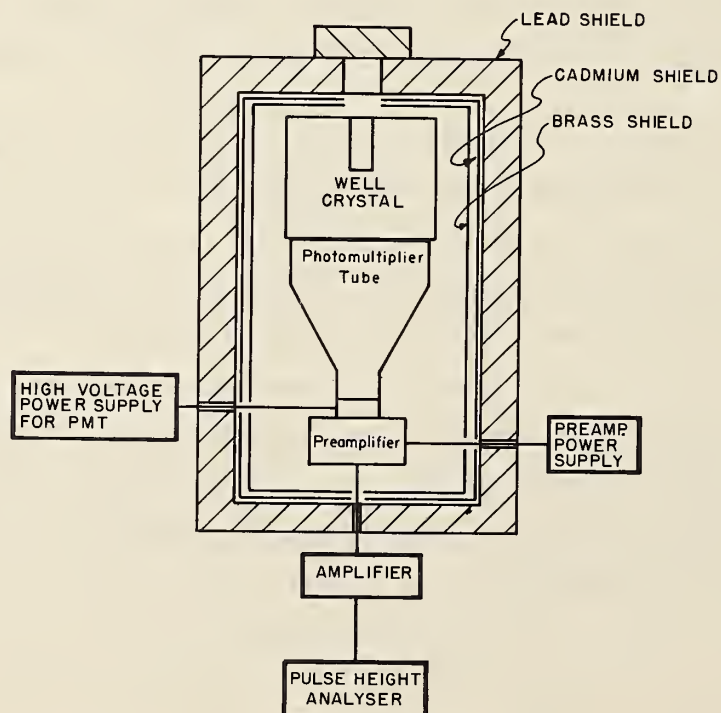 LEAD SHIELD
CADMIUM SHIELD
BRASS SHIELD
WELL
CRYSTAL
Photomultiplier
Tube
HIGH VOLTAGE
POWER SUPPLY
FOR PMT
Preamplifier
PREAMP.
POWER
SUPPLY
AMPLIFIER
PULSE HEIGHT
ANALYSER